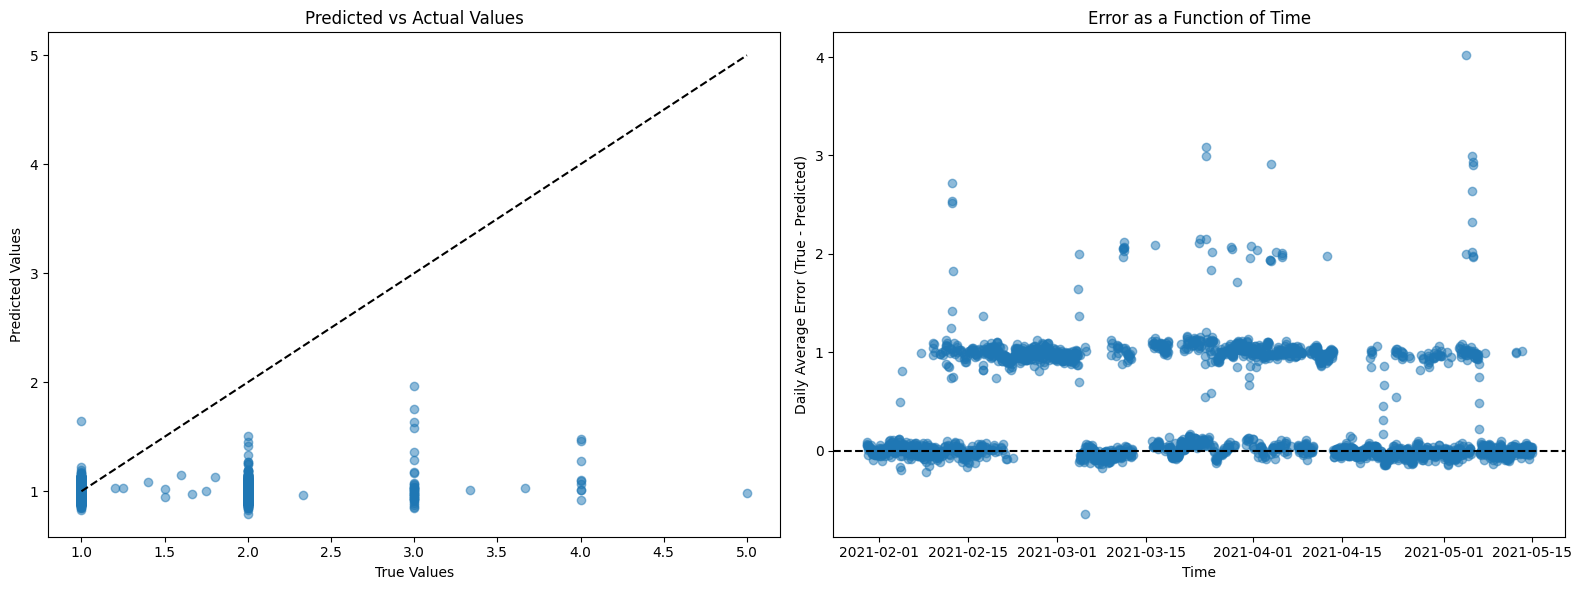 Predicted vs Actual Values
Predicted Values
5
4
3
2
1
1.0 1.5 2.0 2.5 3.0 3.5 4.0 4.5 5.0
True Values
Error as a Function of Time
Daily Average Error (True - Predicted)
4
3
2
1
0
2021-02-01 2021-02-15 2021-03-01 2021-03-15 2021-04-01 2021-04-15 2021-05-01 2021-05-15
Time